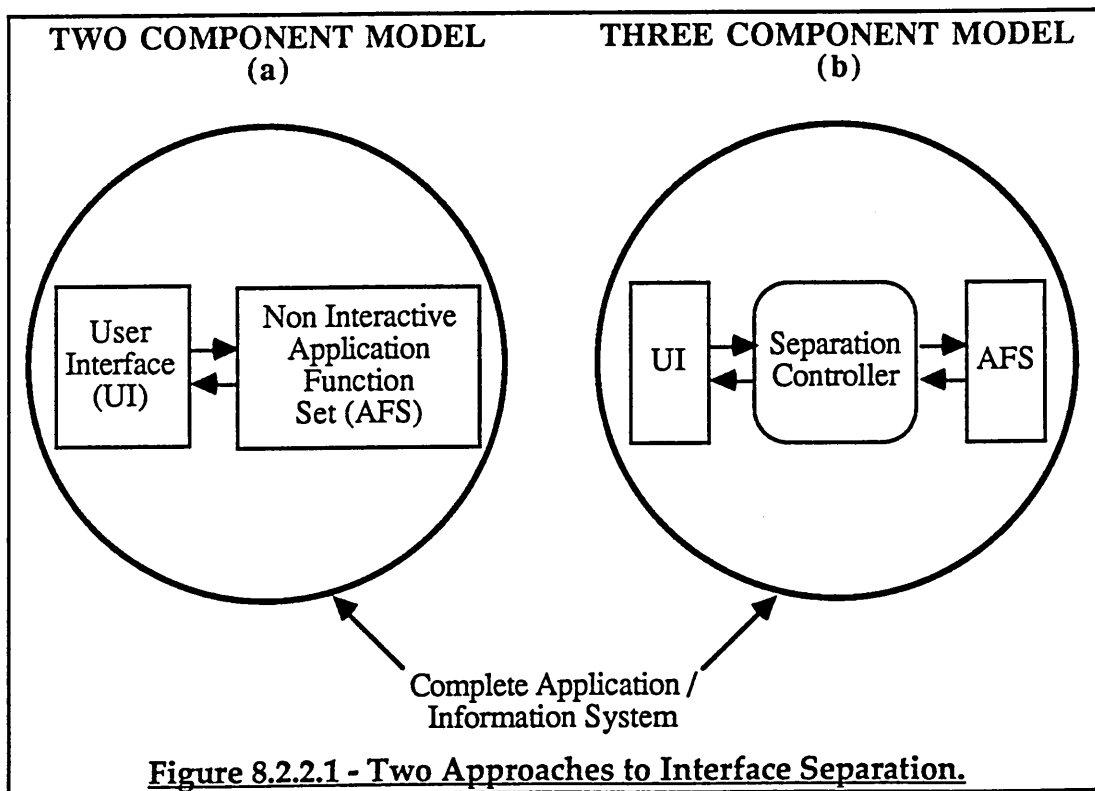 TWO COMPONENT MODEL
(a)
User
Interface
(UI)
Non Interactive
Application
Function
Set (AFS)
THREE COMPONENT MODEL
(b)
UI
Separation
Controller
AFS
Complete Application /
Information System
Figure 8.2.2.1 - Two Approaches to Interface Separation.